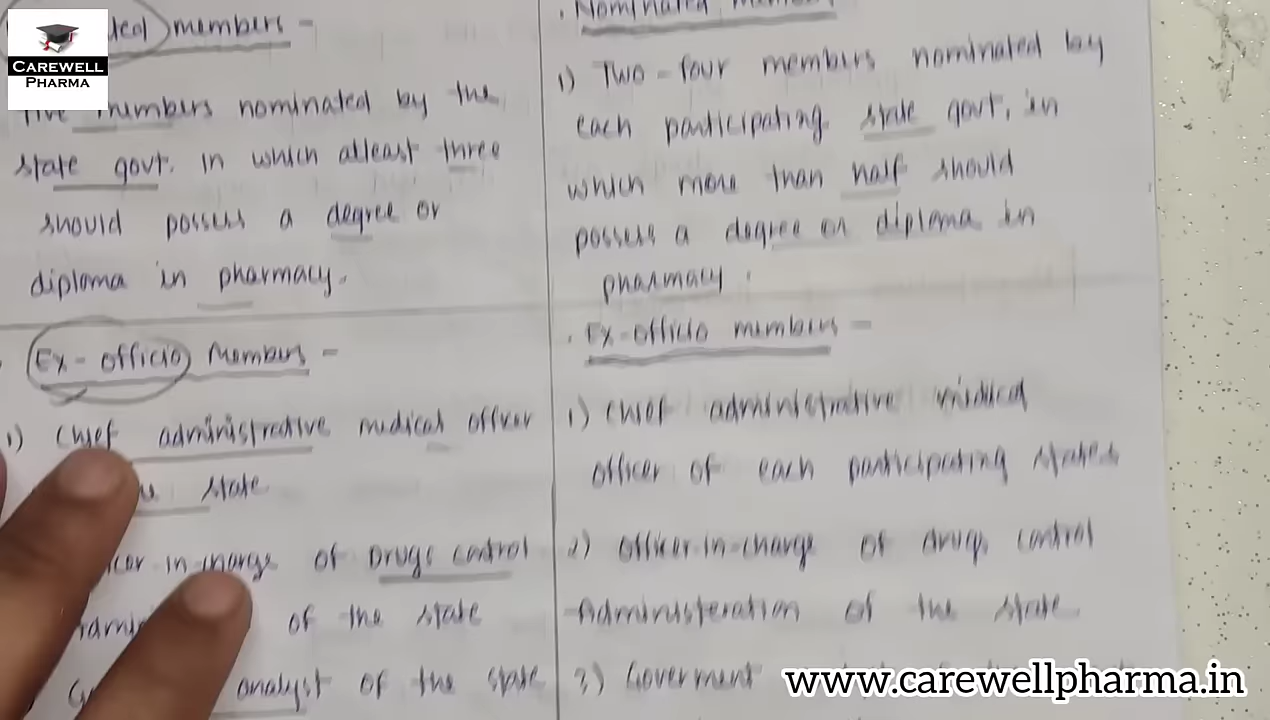 CAREWELL
PHARMA
members -
members nominated by the
state govt. in which atleast three
should possess a degree or
diploma in pharmacy.
Ex-officio Members -
1) Chief administrative medical officer
state
in-charge of Drugs control
of the state
analyst of the state
Nominated
1) Two-four members nominated by
each participating state govt, in
which more than half should
possess a degree or diploma in
pharmacy.
Ex-officio members -
1) Chief administrative medical
officer of each participating states
2) Officer-in-charge of drugs control
Administeration of the state
3) Goverment
www.carewellpharma.in